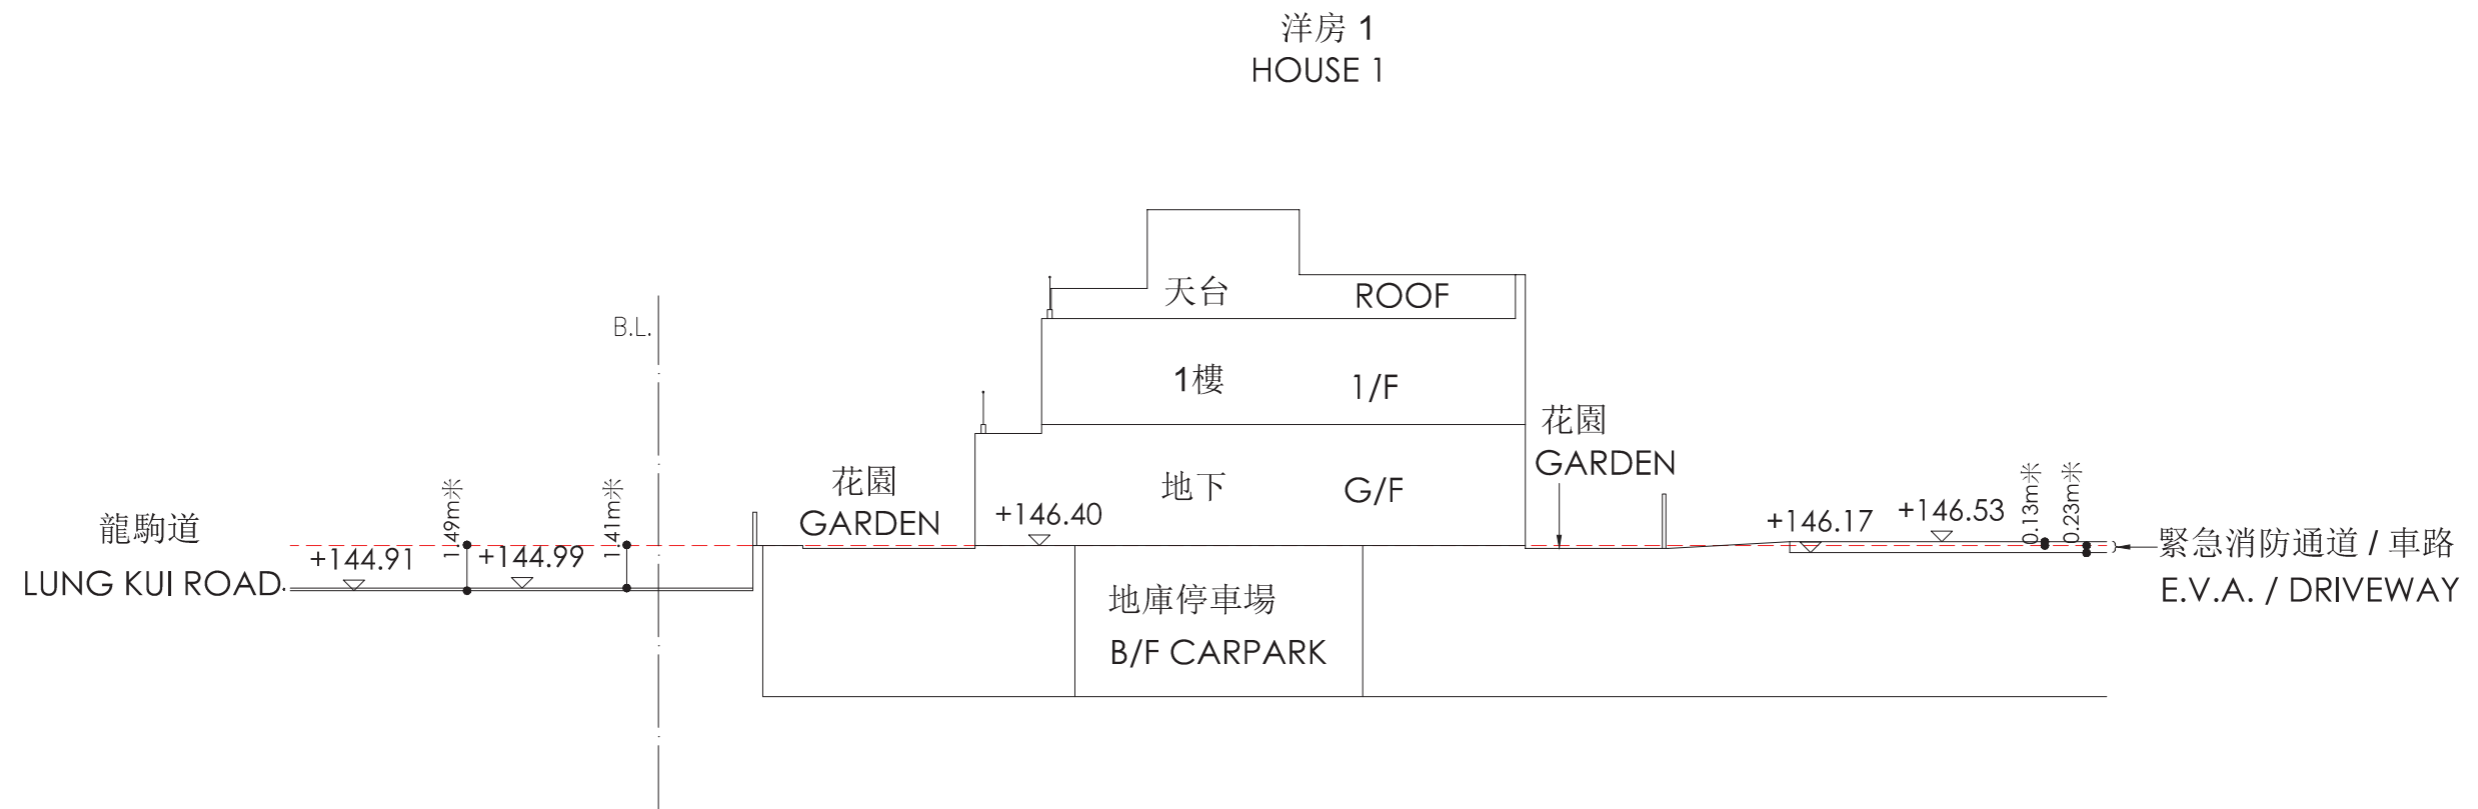 洋房 1
HOUSE 1
B.L.
天台 ROOF
1樓 1/F
花園
GARDEN
地下 G/F
花園
GARDEN
+146.40
龍駒道
LUNG KUI ROAD
+144.91
1.49m米
+144.99
1.41m米
+146.17
+146.53
0.13m米
0.23m米
緊急消防通道 / 車路
E.V.A. / DRIVEWAY
地庫停車場
B/F CARPARK